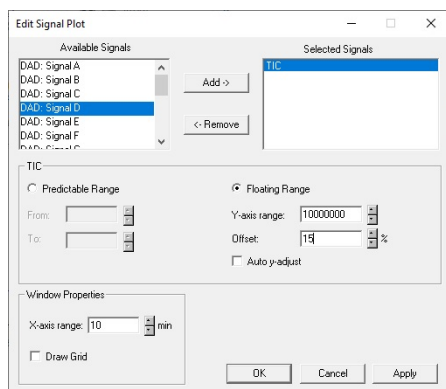 Edit Signal Plot
Available Signals
Selected Signals
DAD: Signal A
DAD: Signal B
DAD: Signal C
DAD: Signal D
DAD: Signal E
DAD: Signal F
TIC
Add ->
<- Remove
TIC
Predictable Range
From:
To:
Floating Range
Y-axis range: 10000000
Offset: 15 %
Auto y-adjust
Window Properties
X-axis range: 10 min
Draw Grid
OK Cancel Apply